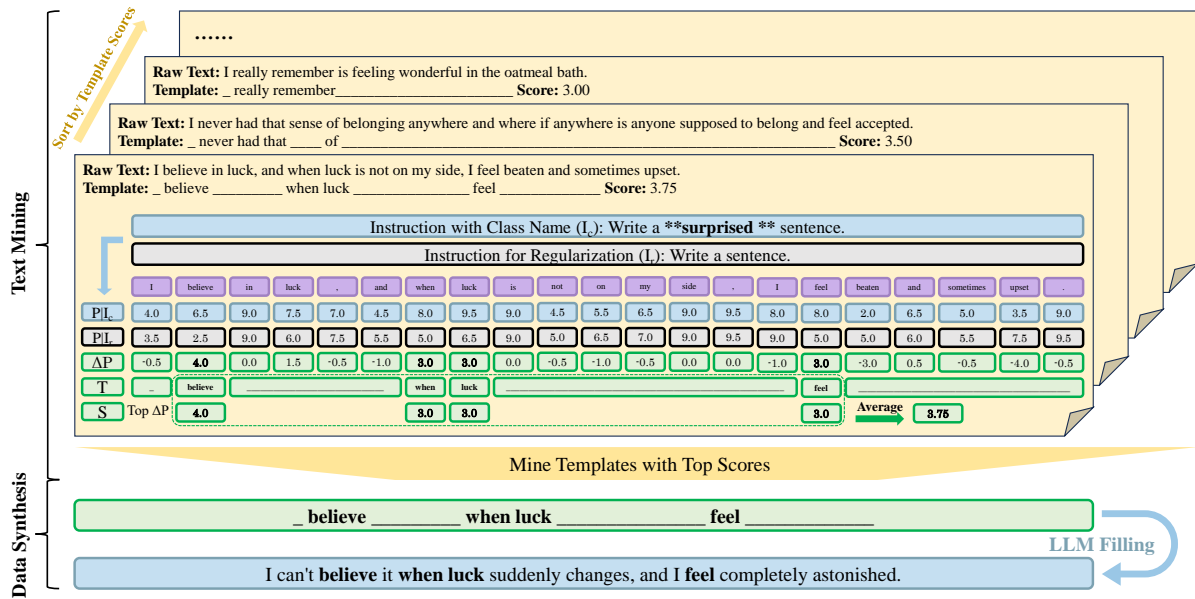 ......
Sort by Template Scores
Raw Text: I really remember is feeling wonderful in the oatmeal bath.
Template: _ really remember_______________________ Score: 3.00
Raw Text: I never had that sense of belonging anywhere and where if anywhere is anyone supposed to belong and feel accepted.
Template: _ never had that ____ of ________________________________________________________________ Score: 3.50
Raw Text: I believe in luck, and when luck is not on my side, I feel beaten and sometimes upset.
Template: _ believe _________ when luck _______________ feel _____________ Score: 3.75
Text Mining
Instruction with Class Name (I_c): Write a **surprised ** sentence.
Instruction for Regularization (I_r): Write a sentence.
I believe in luck , and when luck is not on my side , I feel beaten and sometimes upset .
P|I_c 4.0 6.5 9.0 7.5 7.0 4.5 8.0 9.5 9.0 4.5 5.5 6.5 9.0 9.5 8.0 8.0 2.0 6.5 5.0 3.5 9.0
P|I_r 3.5 2.5 9.0 6.0 7.5 5.5 5.0 6.5 9.0 5.0 6.5 7.0 9.0 9.5 9.0 5.0 5.0 6.0 5.5 7.5 9.5
ΔP -0.5 4.0 0.0 1.5 -0.5 -1.0 3.0 3.0 0.0 -0.5 -1.0 -0.5 0.0 0.0 -1.0 3.0 -3.0 0.5 -0.5 -4.0 -0.5
T _ believe ____________________ when luck ____________________ feel ____________________
S Top ΔP 4.0 3.0 3.0 3.0 Average 3.75
Mine Templates with Top Scores
Data Synthesis
_ believe _________ when luck _______________ feel _____________
LLM Filling
I can't believe it when luck suddenly changes, and I feel completely astonished.